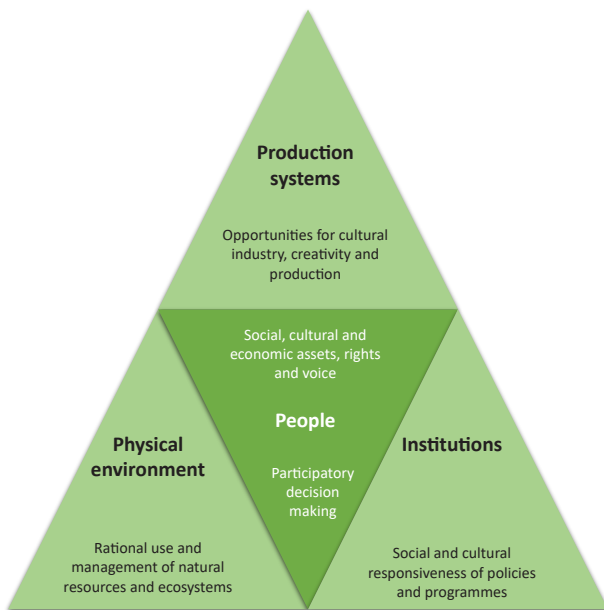 Production
systems
Opportunities for cultural
industry, creativity and
production
Social, cultural and
economic assets, rights
and voice
People
Participatory
decision
making
Physical
environment
Rational use and
management of natural
resources and ecosystems
Institutions
Social and cultural
responsiveness of policies
and programmes